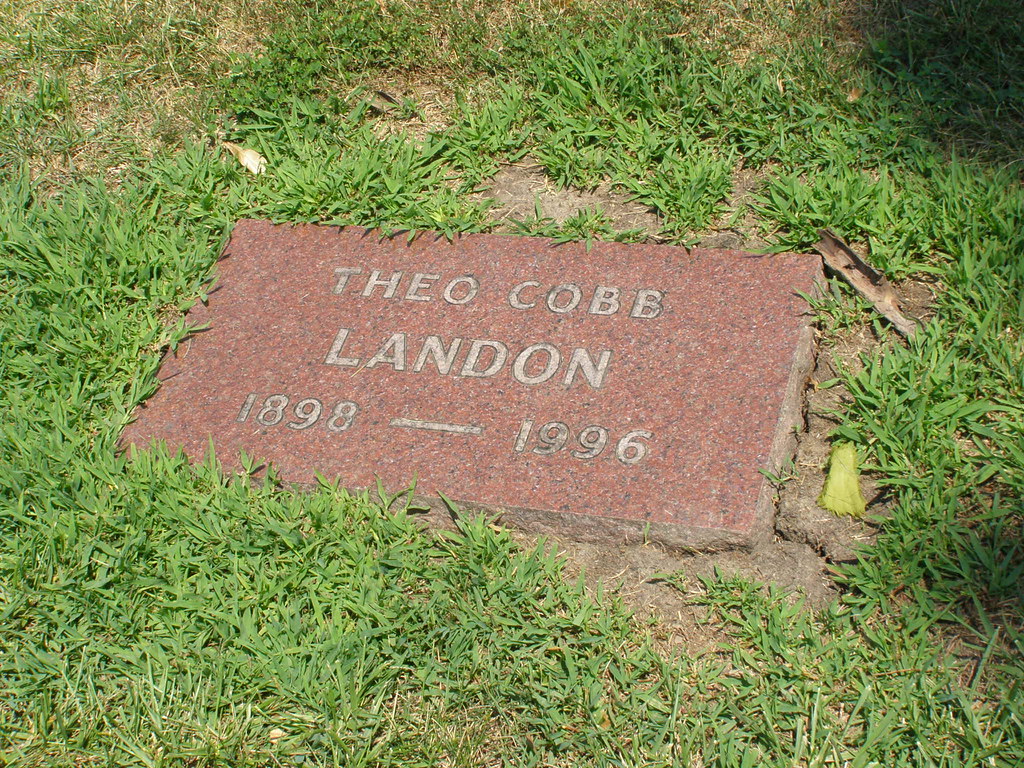 THEO COBB
LANDON
1898 — 1996